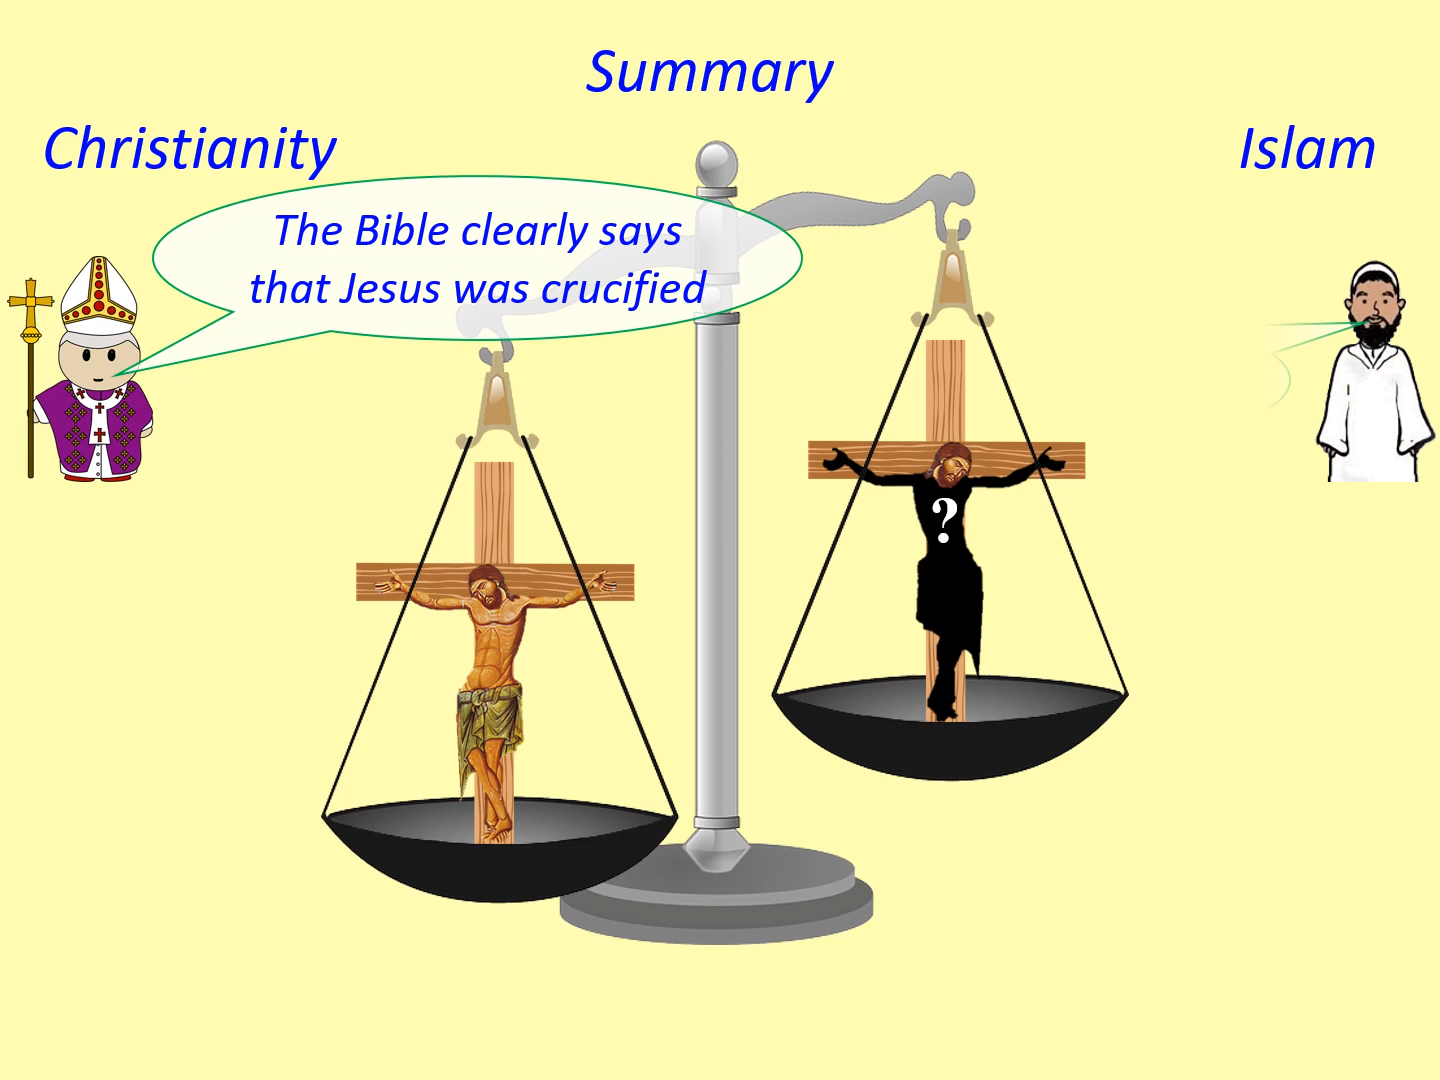 Summary
Christianity
Islam
The Bible clearly says
that Jesus was crucified
?